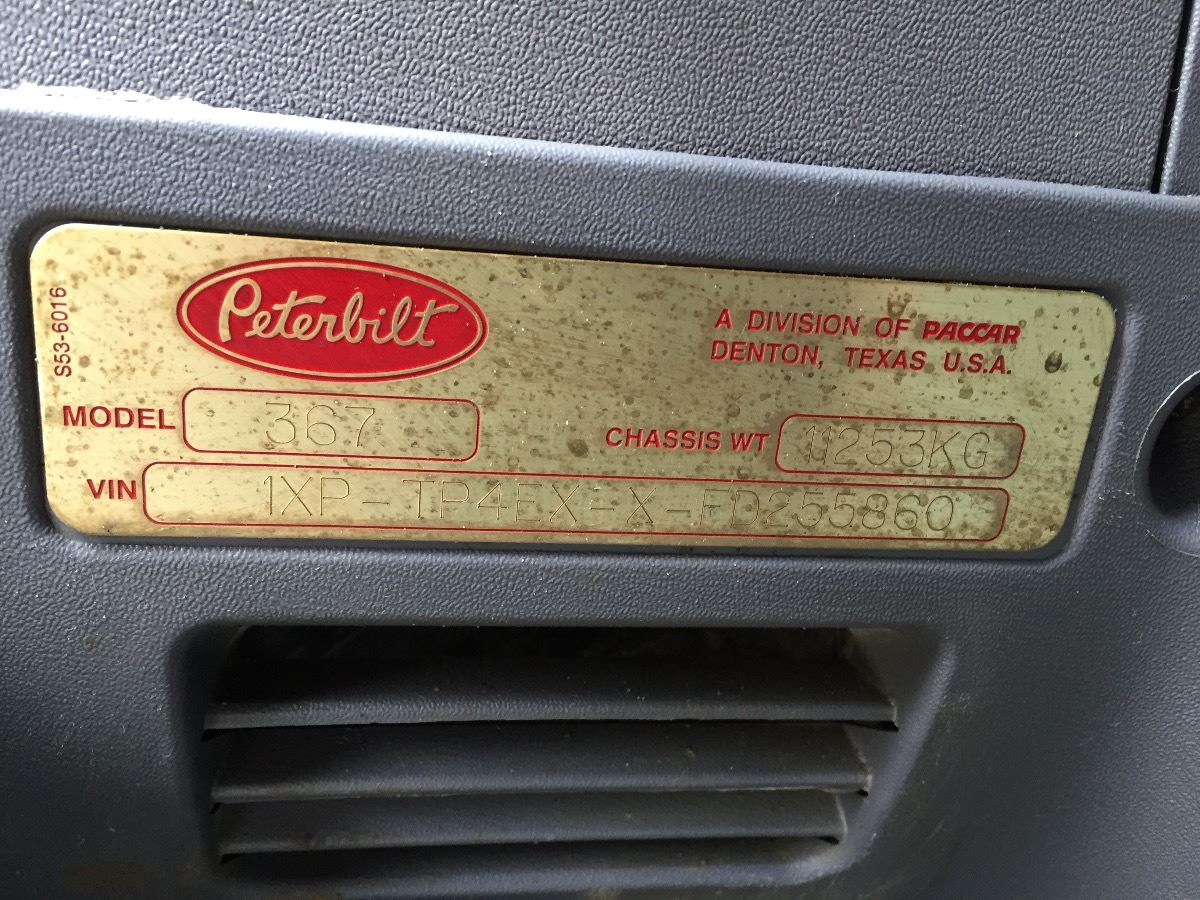 S53-6016
Peterbilt
A DIVISION OF PACCAR
DENTON, TEXAS U.S.A.
MODEL 367
CHASSIS WT 11253KG
VIN 1XP-TP4EX-X-FD255860